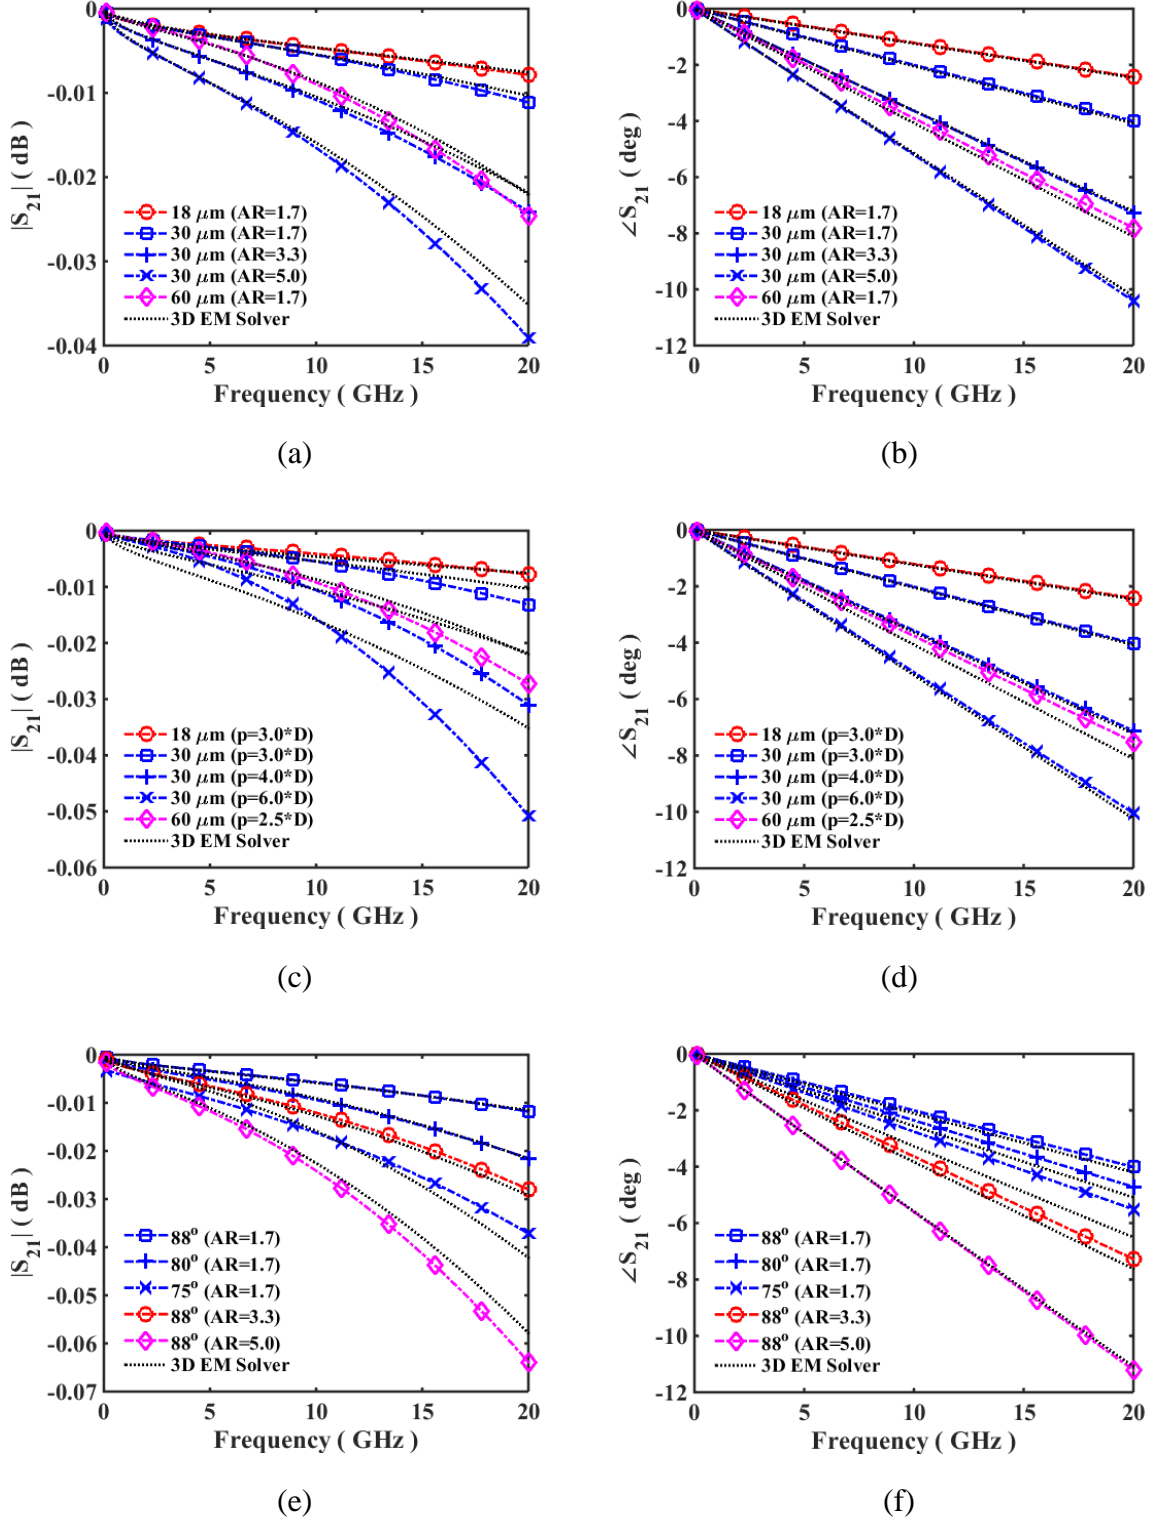 0
-0.01
-0.02
-0.03
-0.04
|S21| ( dB )
18 μm (AR=1.7)
30 μm (AR=1.7)
30 μm (AR=3.3)
30 μm (AR=5.0)
60 μm (AR=1.7)
3D EM Solver
0 5 10 15 20
Frequency ( GHz )
(a)
0
-2
-4
-6
-8
-10
-12
∠S21 ( deg )
18 μm (AR=1.7)
30 μm (AR=1.7)
30 μm (AR=3.3)
30 μm (AR=5.0)
60 μm (AR=1.7)
3D EM Solver
0 5 10 15 20
Frequency ( GHz )
(b)
0
-0.01
-0.02
-0.03
-0.04
-0.05
-0.06
|S21| ( dB )
18 μm (p=3.0*D)
30 μm (p=3.0*D)
30 μm (p=4.0*D)
30 μm (p=6.0*D)
60 μm (p=2.5*D)
3D EM Solver
0 5 10 15 20
Frequency ( GHz )
(c)
0
-2
-4
-6
-8
-10
-12
∠S21 ( deg )
18 μm (p=3.0*D)
30 μm (p=3.0*D)
30 μm (p=4.0*D)
30 μm (p=6.0*D)
60 μm (p=2.5*D)
3D EM Solver
0 5 10 15 20
Frequency ( GHz )
(d)
0
-0.01
-0.02
-0.03
-0.04
-0.05
-0.06
-0.07
|S21| ( dB )
88° (AR=1.7)
80° (AR=1.7)
75° (AR=1.7)
88° (AR=3.3)
88° (AR=5.0)
3D EM Solver
0 5 10 15 20
Frequency ( GHz )
(e)
0
-2
-4
-6
-8
-10
-12
∠S21 ( deg )
88° (AR=1.7)
80° (AR=1.7)
75° (AR=1.7)
88° (AR=3.3)
88° (AR=5.0)
3D EM Solver
0 5 10 15 20
Frequency ( GHz )
(f)